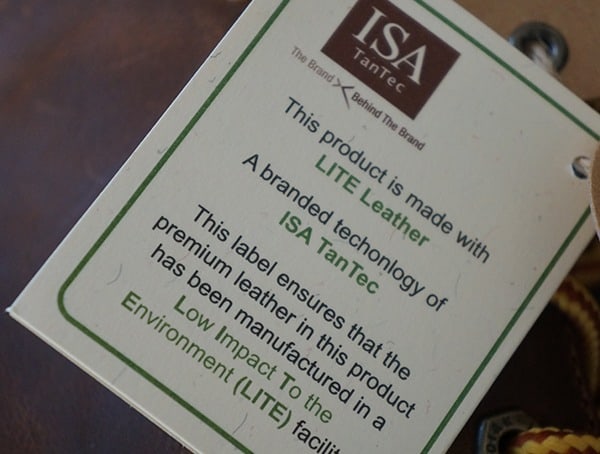 ISA
TanTec
The Brand Behind The Brand
This product is made with
LITE Leather
A branded techonlogy of
ISA TanTec
This label ensures that the
premium leather in this product
has been manufactured in a
Low Impact To the
Environment (LITE) facilit